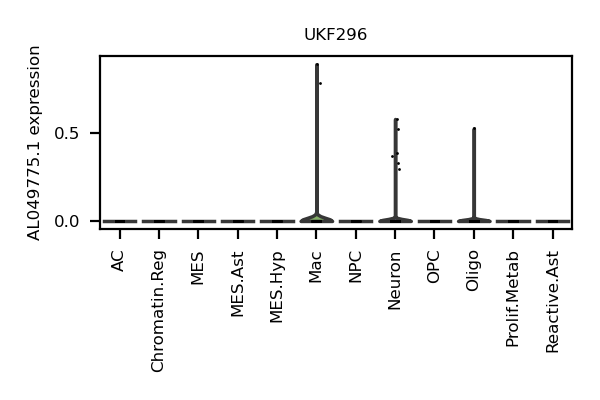 UKF296
AL049775.1 expression
0.5
0.0
AC
Chromatin.Reg
MES
MES.Ast
MES.Hyp
Mac
NPC
Neuron
OPC
Oligo
Prolif.Metab
Reactive.Ast